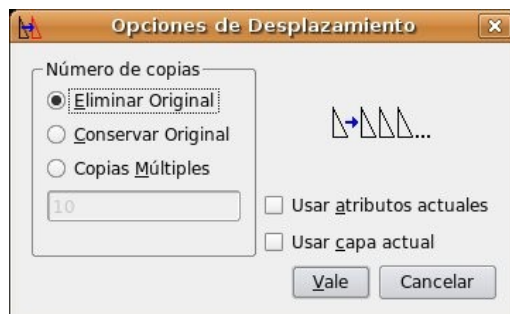 Opciones de Desplazamiento
Número de copias
Eliminar Original
Conservar Original
Copias Múltiples
10
Usar atributos actuales
Usar capa actual
Vale
Cancelar